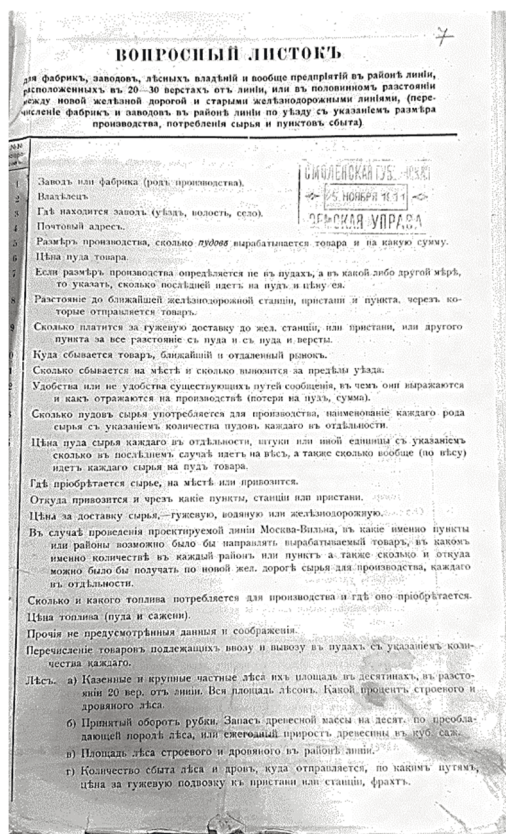 7
ВОПРОСНЫЙ ЛИСТОКЪ
для фабрикъ, заводовъ, лѣсныхъ владѣній и вообще предпріятій въ районѣ линіи,
расположенныхъ въ 20—30 верстахъ отъ линіи, или въ половинномъ разстояніи
между новой желѣзной дорогой и старыми желѣзнодорожными линіями, (пере-
численіе фабрикъ и заводовъ въ районѣ линіи по уѣзду съ указаніемъ размѣра
производства, потребленія сырья и пунктовъ сбыта)
СМОЛЕНСКАЯ ГУБ.
25. НОЯБРЯ 1911
ЗЕМСКАЯ УПРАВА
1 Заводъ или фабрика (родъ производства).
2 Владѣлецъ
3 Гдѣ находится заводъ (уѣздъ, волость, село).
4 Почтовый адресъ.
5 Размѣръ производства, сколько пудовъ вырабатывается товара и на какую сумму.
6 Цѣна пуда товара.
7 Если размѣръ производства опредѣляется не въ пудахъ, а въ какой либо другой мѣрѣ,
то указать, сколько послѣдней идетъ на пудъ и цѣну ея.
8 Разстояніе до ближайшей желѣзнодорожной станціи, пристани и пункта, черезъ ко-
торые отправляется товаръ.
9 Сколько платится за гужевую доставку до жел. станціи, или пристани, или другого
пункта за все разстояніе съ пуда и съ пуда и версты.
0 Куда сбывается товаръ, ближайшій и отдаленный рынокъ.
Сколько сбывается на мѣстѣ и сколько вывозится за предѣлы уѣзда.
2 Удобства или не удобства существующихъ путей сообщенія, въ чемъ они выражаются
и какъ отражаются на производствѣ (потери на пудъ, сумма).
Сколько пудовъ сырья употребляется для производства, наименованіе каждаго рода
сырья съ указаніемъ количества пудовъ каждаго въ отдѣльности.
Цѣна пуда сырья каждаго въ отдѣльности, штуки или иной единицы съ указаніемъ
сколько въ послѣднемъ случаѣ идетъ на вѣсъ, а также сколько вообще (по вѣсу)
идетъ каждаго сырья на пудъ товара.
Гдѣ пріобрѣтается сырье, на мѣстѣ или привозится.
Откуда привозится и чрезъ какіе пункты, станціи или пристани.
Цѣна за доставку сырья,—гужевую, водяную или желѣзнодорожную.
Въ случаѣ проведенія проектируемой линіи Москва-Вильна, въ какіе именно пункты
или районы возможно было бы направлять вырабатываемый товаръ, въ какомъ
именно количествѣ въ каждый районъ или пунктъ а также сколько и откуда
можно было бы получать по новой жел. дорогѣ сырья для производства, каждаго
въ отдѣльности.
Сколько и какого топлива потребляется для производства и гдѣ оно пріобрѣтается.
Цѣна топлива (пуда и сажени).
Прочія не предусмотрѣнныя данныя и соображенія.
Перечисленіе товаровъ подлежащихъ ввозу и вывозу въ пудахъ съ указаніемъ коли-
чества каждаго.
Лѣсъ. а) Казенные и крупные частные лѣса ихъ площадь въ десятинахъ, въ разсто-
яніи 20 вер. отъ линіи. Вся площадь лѣсовъ. Какой процентъ строевого и
дровяного лѣса.
б) Принятый оборотъ рубки. Запасъ древесной массы на десят. по преобла-
дающей породѣ лѣса, или ежегодный приростъ древесины въ куб. саж.
в) Площадь лѣса строевого и дровяного въ районѣ линіи.
г) Количество сбыта лѣса и дровъ, куда отправляется, по какимъ путямъ,
цѣна за гужевую подвозку къ пристани или станціи, фрахтъ.